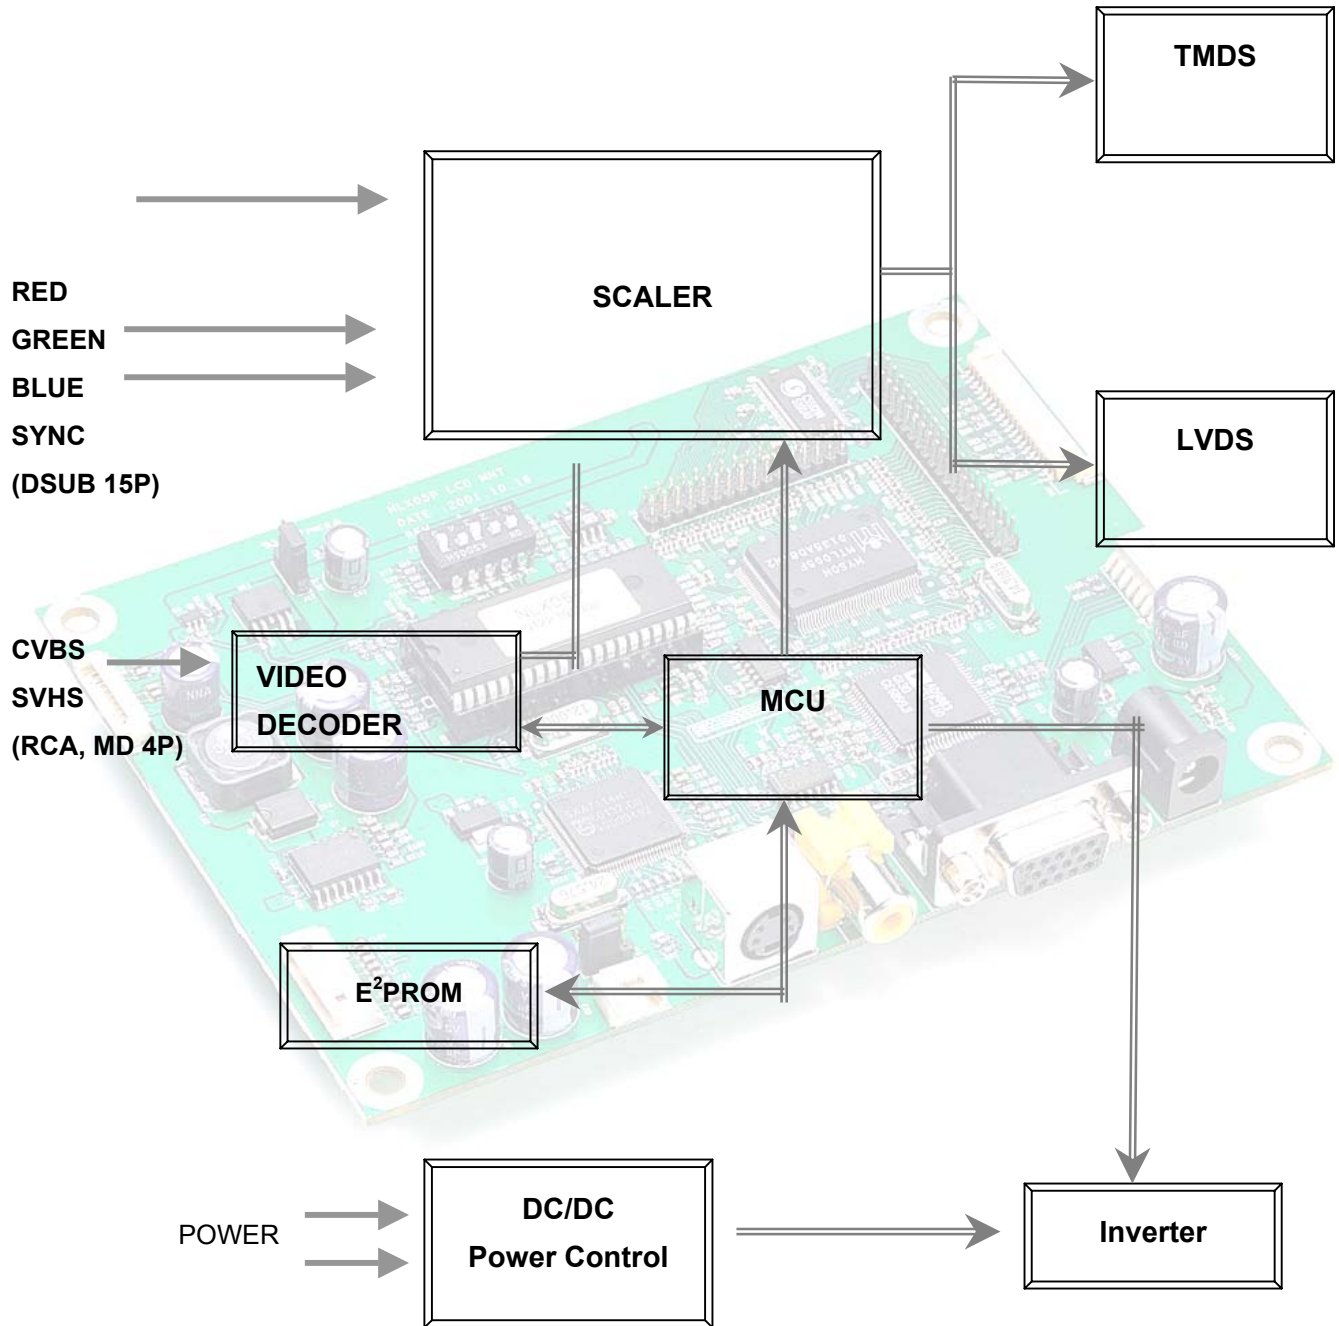 TMDS
SCALER
RED
GREEN
BLUE
SYNC
(DSUB 15P)
LVDS
CVBS
SVHS
(RCA, MD 4P)
VIDEO
DECODER
MCU
E²PROM
POWER
DC/DC
Power Control
Inverter